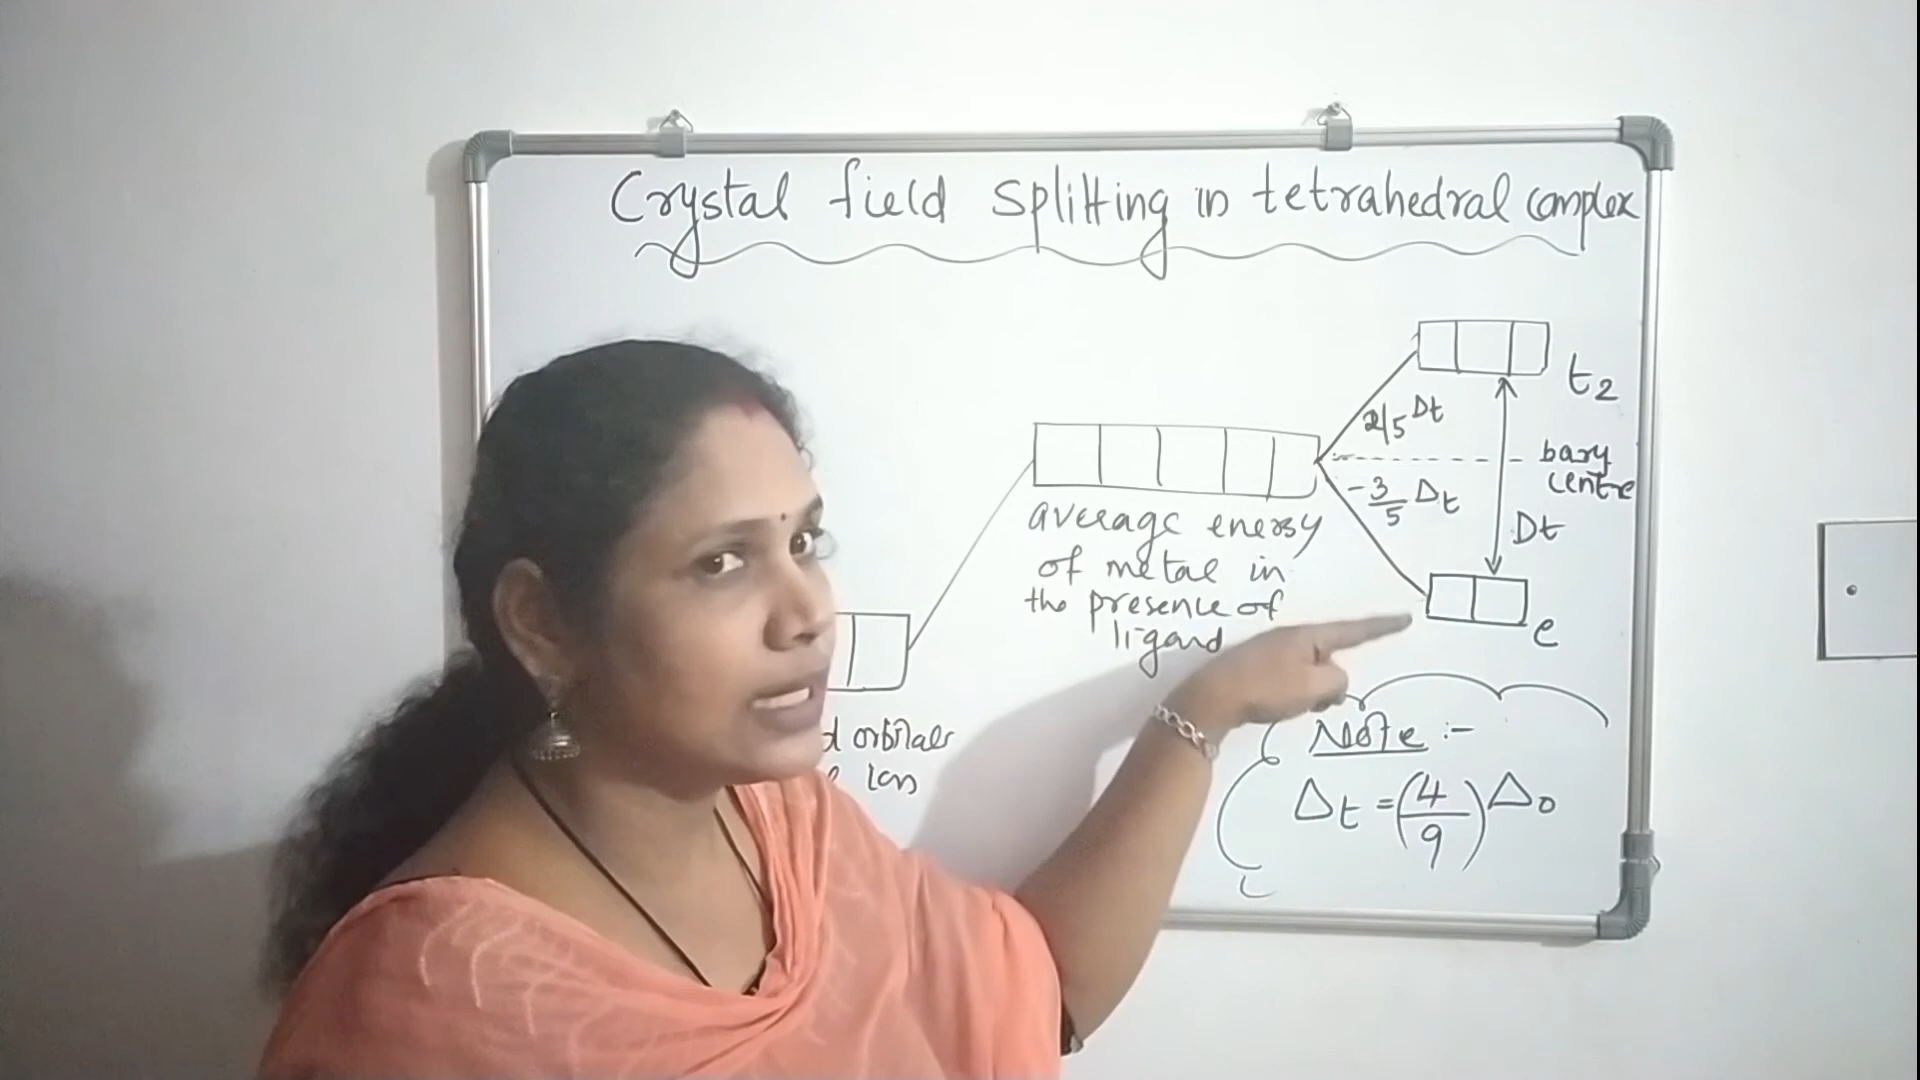 Crystal field splitting in tetrahedral complex
t2
2/5 Δt
bary
centre
-3/5 Δt
Dt
average energy
of metal in
the presence of
ligand
e
d orbitals
Note :-
Δt = (4/9) Δo